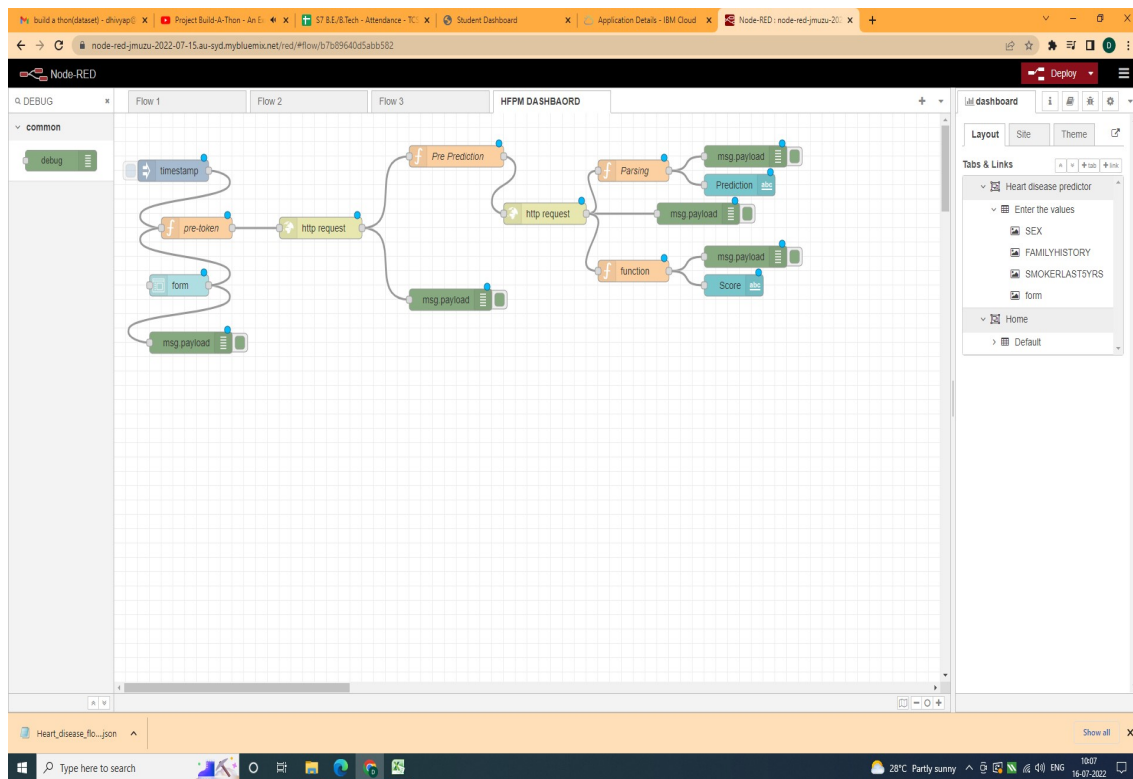 build a thon(dataset) - dhivyap@
Project Build-A-Thon - An Ex
S7 B.E./B.Tech - Attendance - TCS
Student Dashboard
Application Details - IBM Cloud
Node-RED : node-red-jmuzu-202
node-red-jmuzu-2022-07-15.au-syd.mybluemix.net/red/#flow/b7b89640d5abb582
D
Node-RED
Deploy
DEBUG
Flow 1
Flow 2
Flow 3
HFPM DASHBAORD
dashboard
common
debug
Layout
Site
Theme
Tabs & Links
+tab
+link
Heart disease predictor
Enter the values
SEX
FAMILYHISTORY
SMOKERLAST5YRS
form
Home
Default
timestamp
Pre Prediction
Parsing
msg.payload
Prediction
abc
pre-token
http request
http request
msg.payload
form
function
msg.payload
Score
abc
msg.payload
msg.payload
Heart_disease_flo....json
Show all
Type here to search
28°C Partly sunny
ENG
10:07
16-07-2022